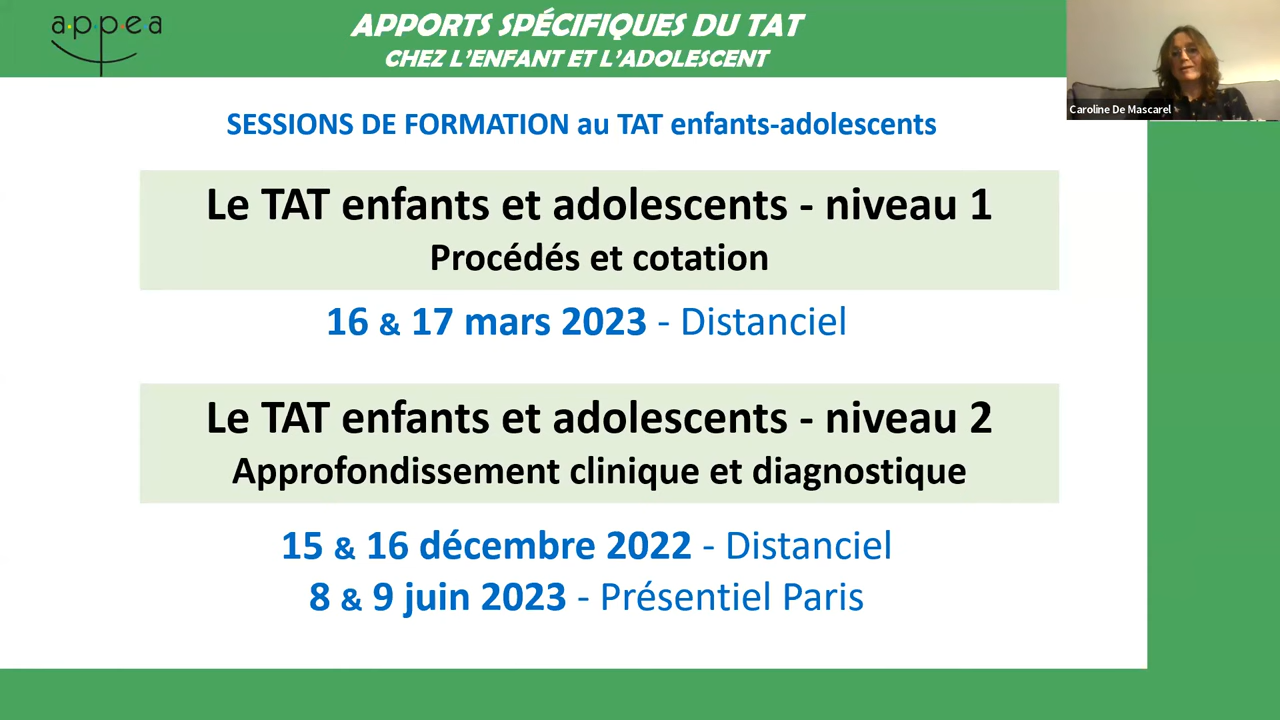 a·p·p·e·a
APPORTS SPÉCIFIQUES DU TAT
CHEZ L'ENFANT ET L'ADOLESCENT
Caroline De Mascarel
SESSIONS DE FORMATION au TAT enfants-adolescents
Le TAT enfants et adolescents - niveau 1
Procédés et cotation
16 & 17 mars 2023 - Distanciel
Le TAT enfants et adolescents - niveau 2
Approfondissement clinique et diagnostique
15 & 16 décembre 2022 - Distanciel
8 & 9 juin 2023 - Présentiel Paris